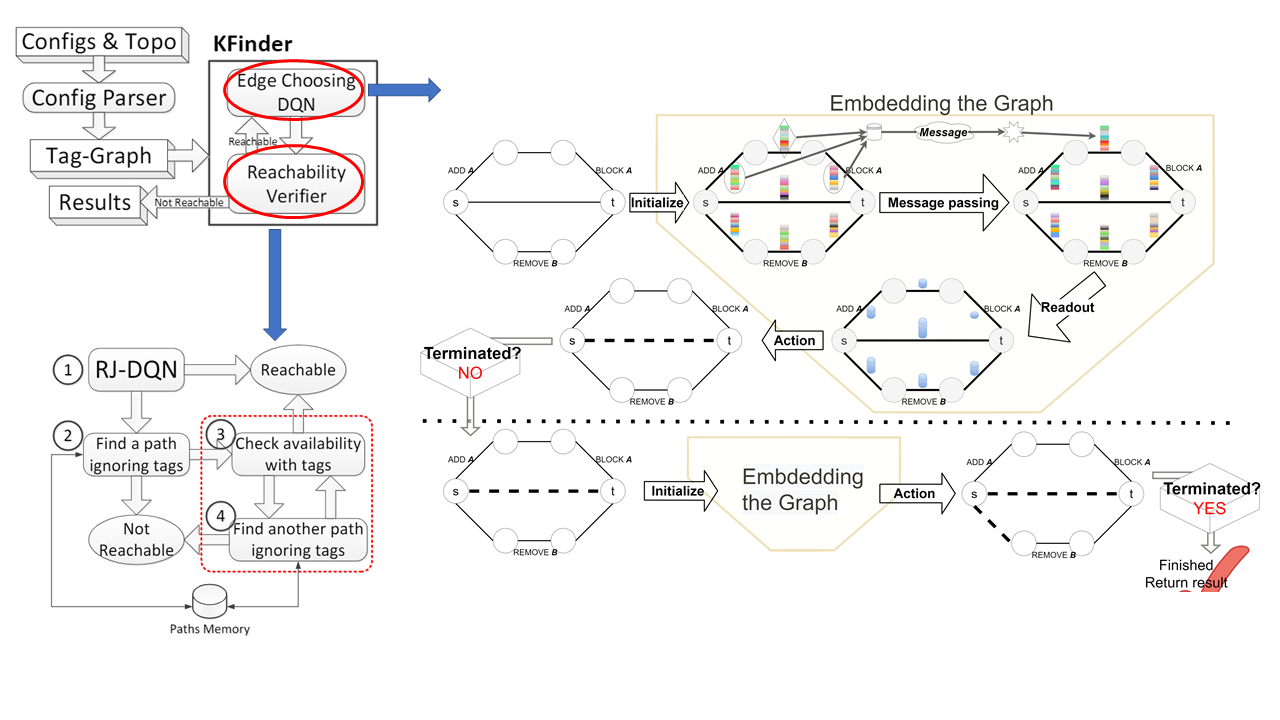 Configs & Topo
Config Parser
Tag-Graph
Results
KFinder
Edge Choosing
DQN
Reachable
Reachability
Verifier
Not Reachable
1
RJ-DQN
Reachable
2
Find a path
ignoring tags
3
Check availability
with tags
Not
Reachable
4
Find another path
ignoring tags
Paths Memory
Embdedding the Graph
ADD A
BLOCK A
s
t
REMOVE B
Initialize
ADD A
BLOCK A
s
t
REMOVE B
Message
Message passing
ADD A
BLOCK A
s
t
REMOVE B
Readout
ADD A
BLOCK A
s
t
REMOVE B
Action
ADD A
BLOCK A
s
t
REMOVE B
Terminated?
NO
ADD A
BLOCK A
s
t
REMOVE B
Initialize
Embdedding
the Graph
Action
ADD A
BLOCK A
s
t
REMOVE B
Terminated?
YES
Finished
Return result